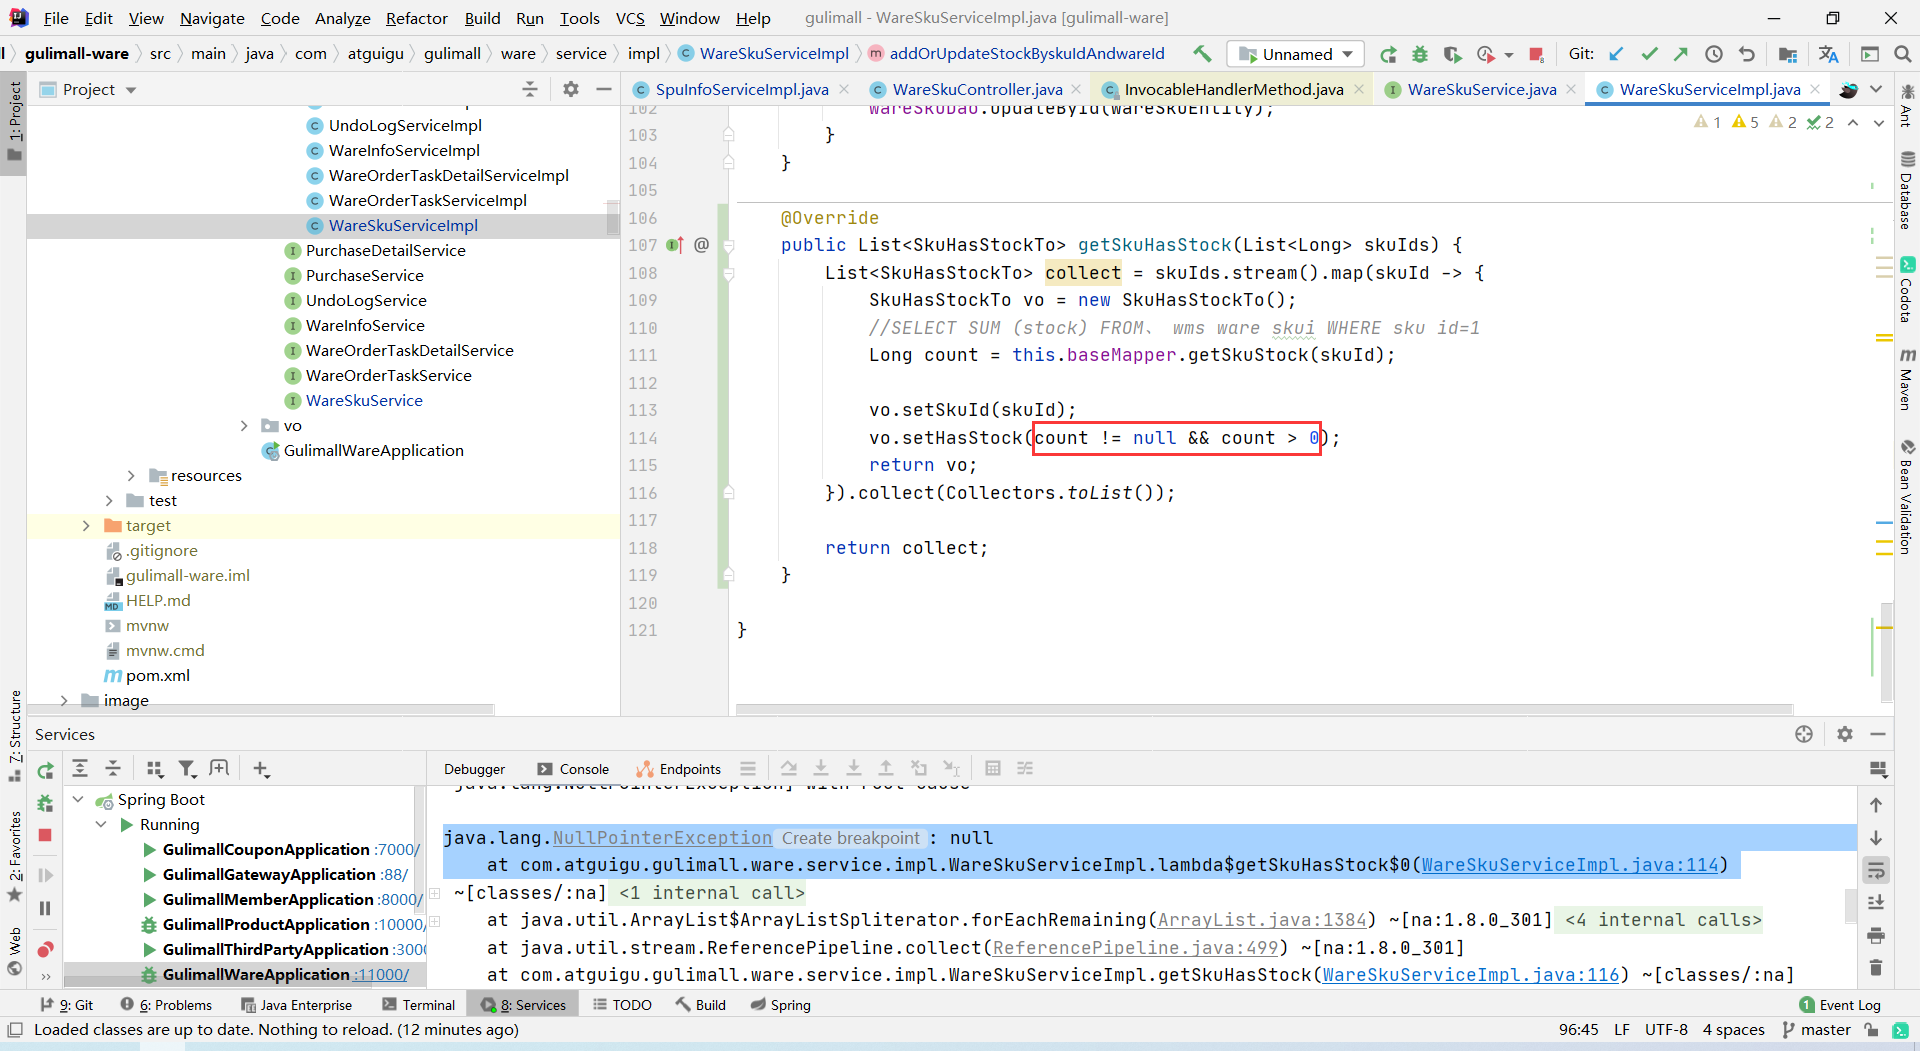 File Edit View Navigate Code Analyze Refactor Build Run Tools VCS Window Help gulimall - WareSkuServiceImpl.java [gulimall-ware]
gulimall-ware src main java com atguigu gulimall ware service impl WareSkuServiceImpl addOrUpdateStockByskuIdAndwareId Unnamed Git:
Project SpuInfoServiceImpl.java WareSkuController.java InvocableHandlerMethod.java WareSkuService.java WareSkuServiceImpl.java
1: Project
7: Structure
2: Favorites
Web
Ant
Database
Codota
Maven
Bean Validation
UndoLogServiceImpl
WareInfoServiceImpl
WareOrderTaskDetailServiceImpl
WareOrderTaskServiceImpl
WareSkuServiceImpl
PurchaseDetailService
PurchaseService
UndoLogService
WareInfoService
WareOrderTaskDetailService
WareOrderTaskService
WareSkuService
vo
GulimallWareApplication
resources
test
target
.gitignore
gulimall-ware.iml
HELP.md
mvnw
mvnw.cmd
pom.xml
image
1 5 2 2
102 wareSkuDao.updateById(wareSkuEntity);
103 }
104 }
105
106 @Override
107 public List<SkuHasStockTo> getSkuHasStock(List<Long> skuIds) {
108 List<SkuHasStockTo> collect = skuIds.stream().map(skuId -> {
109 SkuHasStockTo vo = new SkuHasStockTo();
110 //SELECT SUM (stock) FROM、 wms ware skui WHERE sku id=1
111 Long count = this.baseMapper.getSkuStock(skuId);
112
113 vo.setSkuId(skuId);
114 vo.setHasStock(count != null && count > 0);
115 return vo;
116 }).collect(Collectors.toList());
117
118 return collect;
119 }
120
121 }
Services
Debugger Console Endpoints
Spring Boot
Running
GulimallCouponApplication :7000/
GulimallGatewayApplication :88/
GulimallMemberApplication :8000/
GulimallProductApplication :10000/
GulimallThirdPartyApplication :3000
GulimallWareApplication :11000/
java.lang.NullPointerException] with root cause
java.lang.NullPointerException Create breakpoint : null
at com.atguigu.gulimall.ware.service.impl.WareSkuServiceImpl.lambda$getSkuHasStock$0(WareSkuServiceImpl.java:114)
~[classes/:na] <1 internal call>
at java.util.ArrayList$ArrayListSpliterator.forEachRemaining(ArrayList.java:1384) ~[na:1.8.0_301] <4 internal calls>
at java.util.stream.ReferencePipeline.collect(ReferencePipeline.java:499) ~[na:1.8.0_301]
at com.atguigu.gulimall.ware.service.impl.WareSkuServiceImpl.getSkuHasStock(WareSkuServiceImpl.java:116) ~[classes/:na]
9: Git 6: Problems Java Enterprise Terminal 8: Services TODO Build Spring 1 Event Log
Loaded classes are up to date. Nothing to reload. (12 minutes ago) 96:45 LF UTF-8 4 spaces master